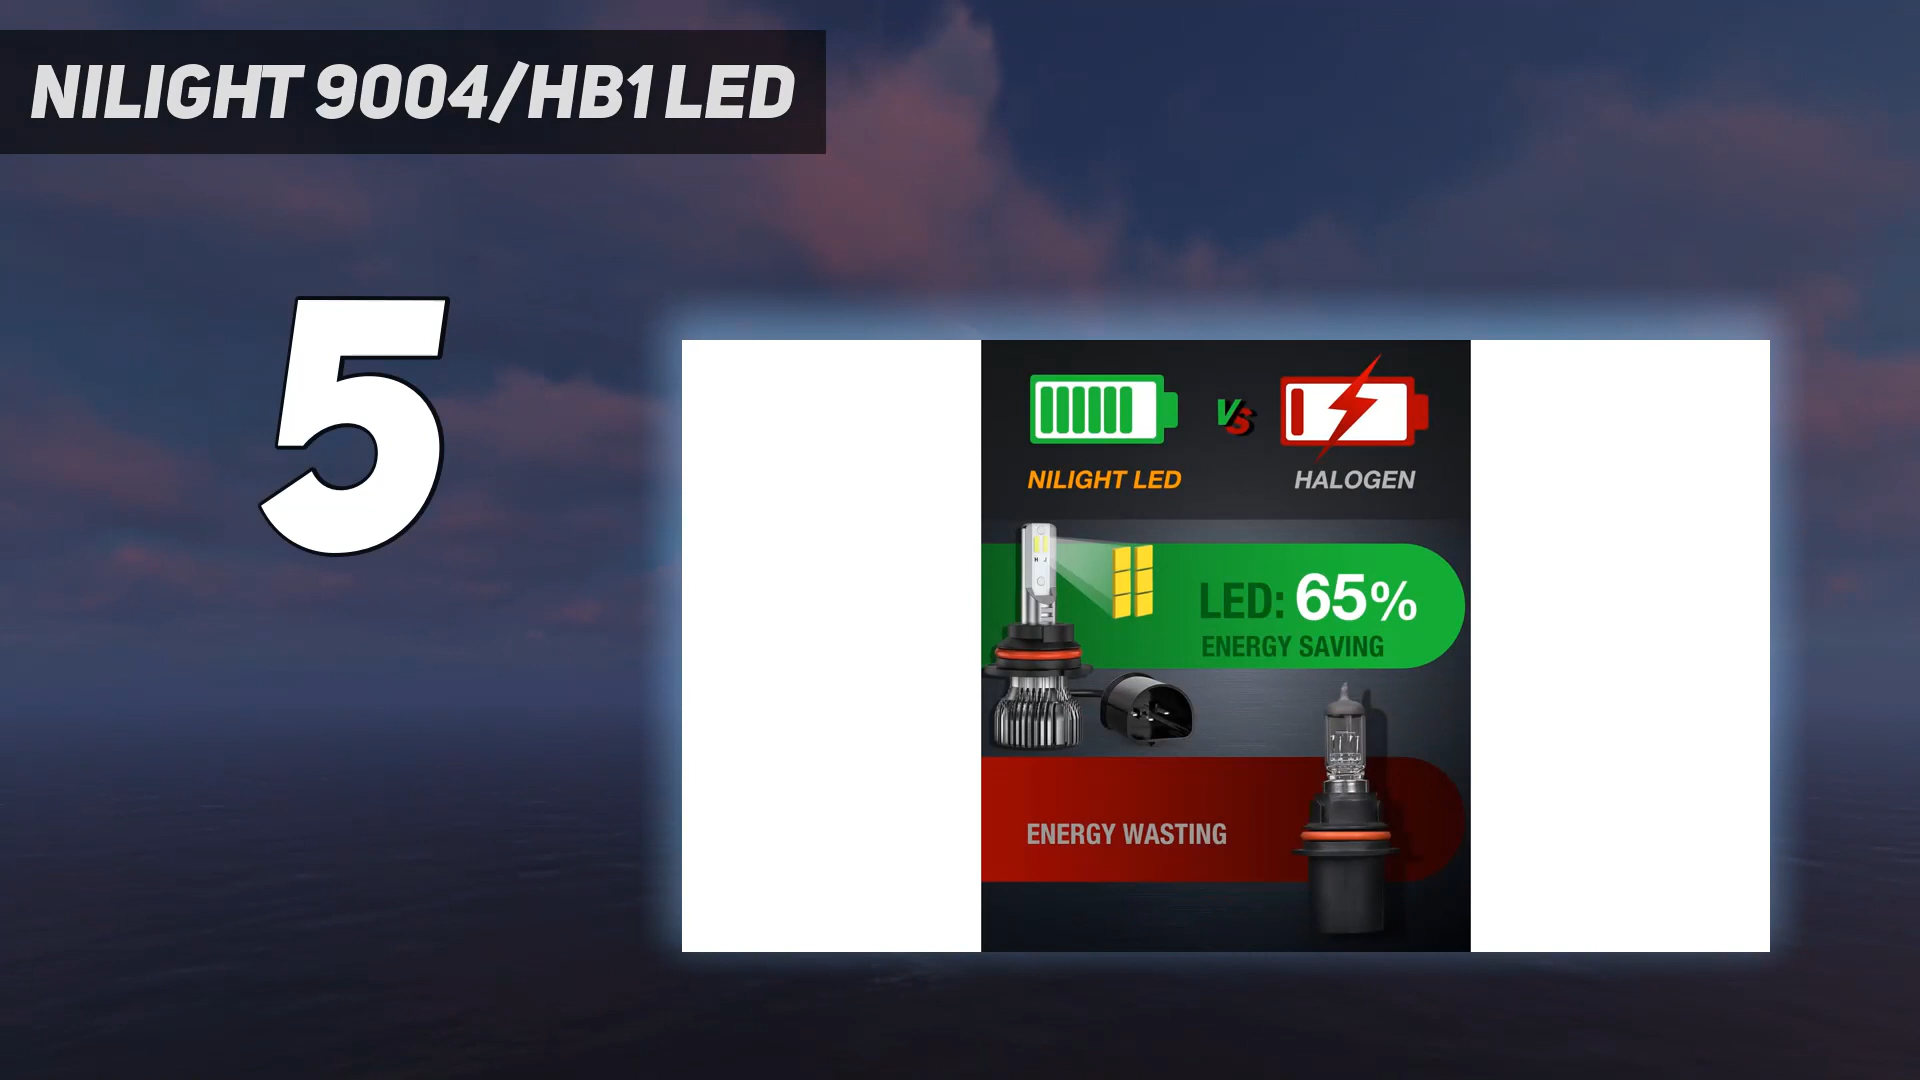 NILIGHT 9004/HB1 LED
5
VS
NILIGHT LED
HALOGEN
LED: 65%
ENERGY SAVING
ENERGY WASTING